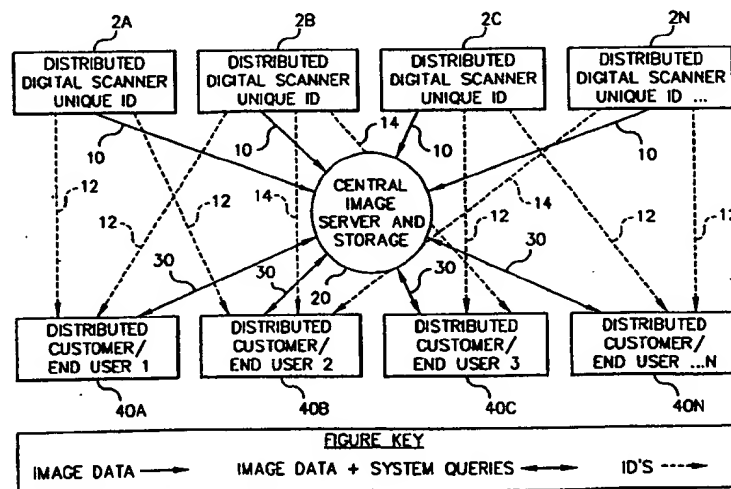 2A
2B
2C
2N
DISTRIBUTED
DIGITAL SCANNER
UNIQUE ID
DISTRIBUTED
DIGITAL SCANNER
UNIQUE ID
DISTRIBUTED
DIGITAL SCANNER
UNIQUE ID
DISTRIBUTED
DIGITAL SCANNER
UNIQUE ID ...
10
10
14
10
10
12
12
12
14
12
14
12
12
CENTRAL
IMAGE
SERVER AND
STORAGE
30
30
20
30
30
DISTRIBUTED
CUSTOMER/
END USER 1
DISTRIBUTED
CUSTOMER/
END USER 2
DISTRIBUTED
CUSTOMER/
END USER 3
DISTRIBUTED
CUSTOMER/
END USER ...N
40A
40B
40C
40N
FIGURE KEY
IMAGE DATA
IMAGE DATA + SYSTEM QUERIES
ID'S